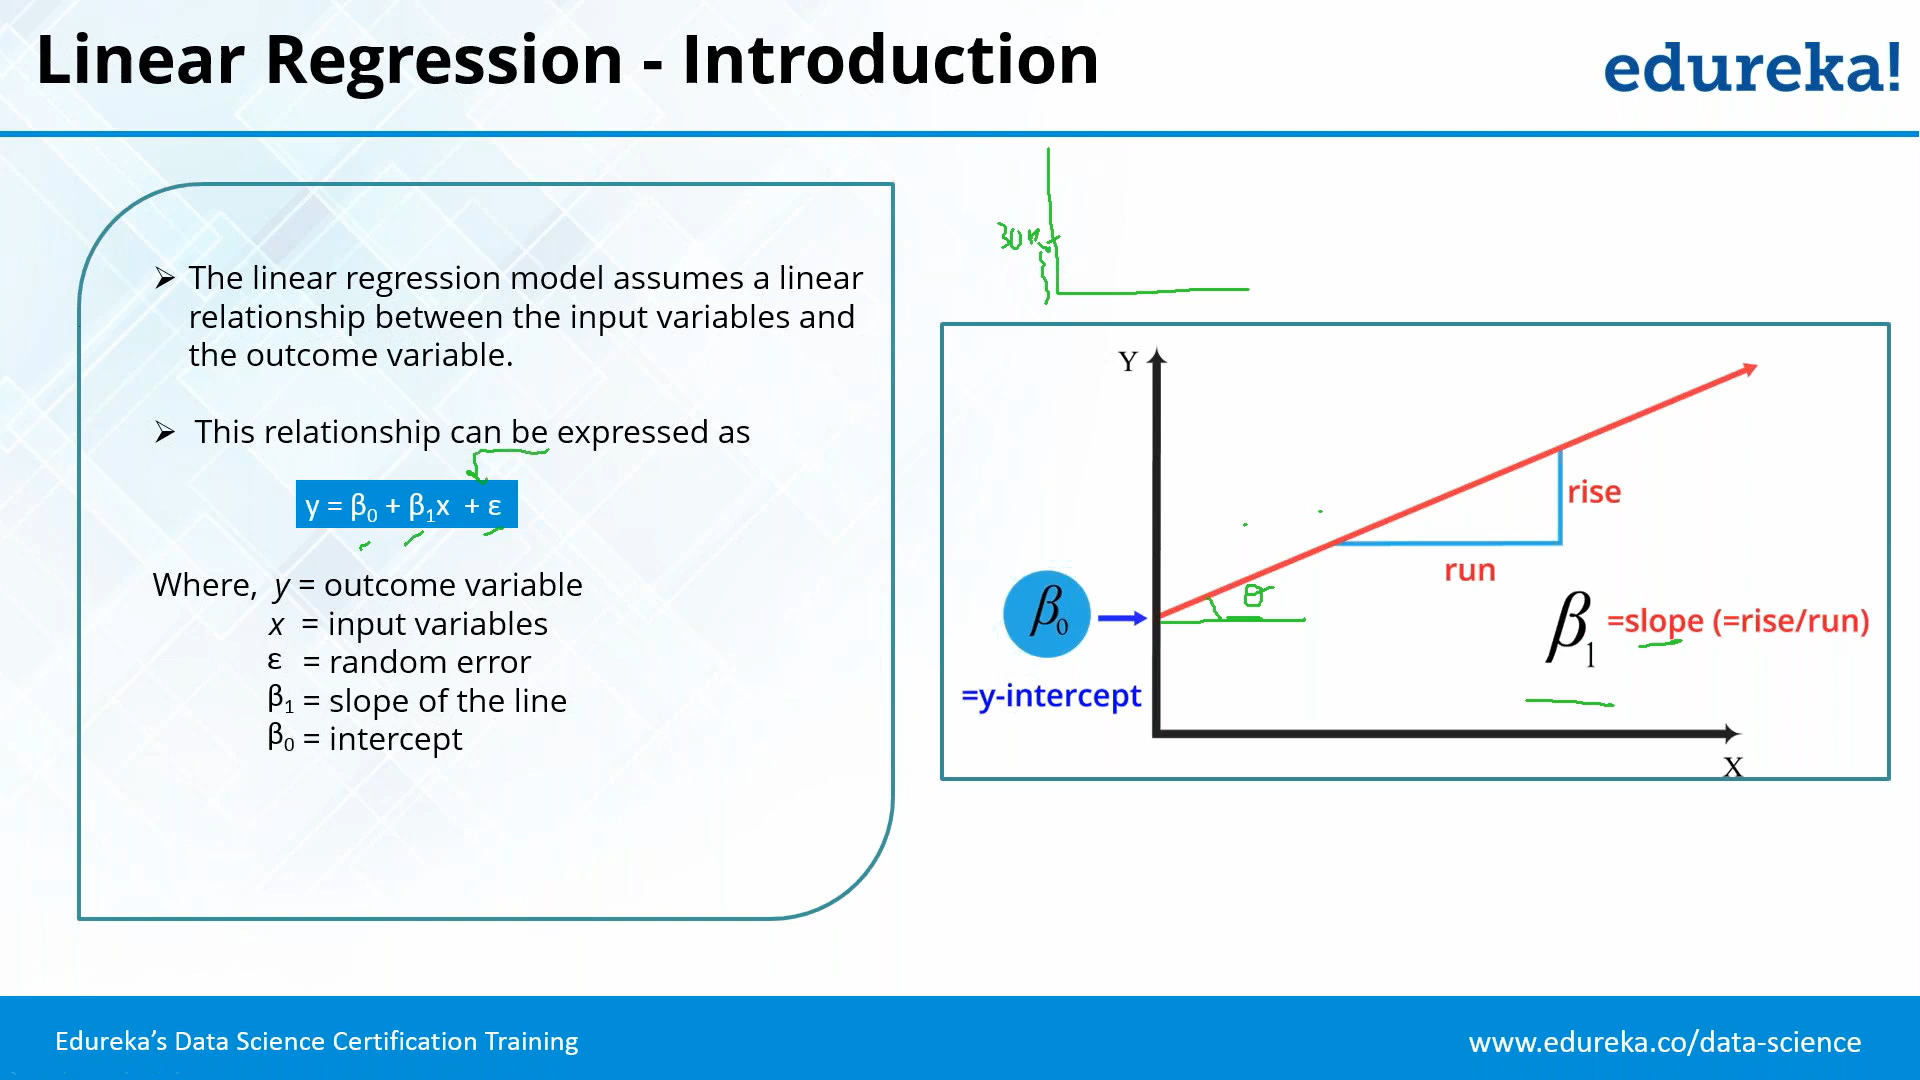 Linear Regression - Introduction
edureka!
➢ The linear regression model assumes a linear
relationship between the input variables and
the outcome variable.
➢ This relationship can be expressed as
y = β₀ + β₁x + ε
Where, y = outcome variable
x = input variables
ε = random error
β₁ = slope of the line
β₀ = intercept
Y
rise
run
θ
β₀
=y-intercept
β₁ =slope (=rise/run)
X
Edureka’s Data Science Certification Training
www.edureka.co/data-science